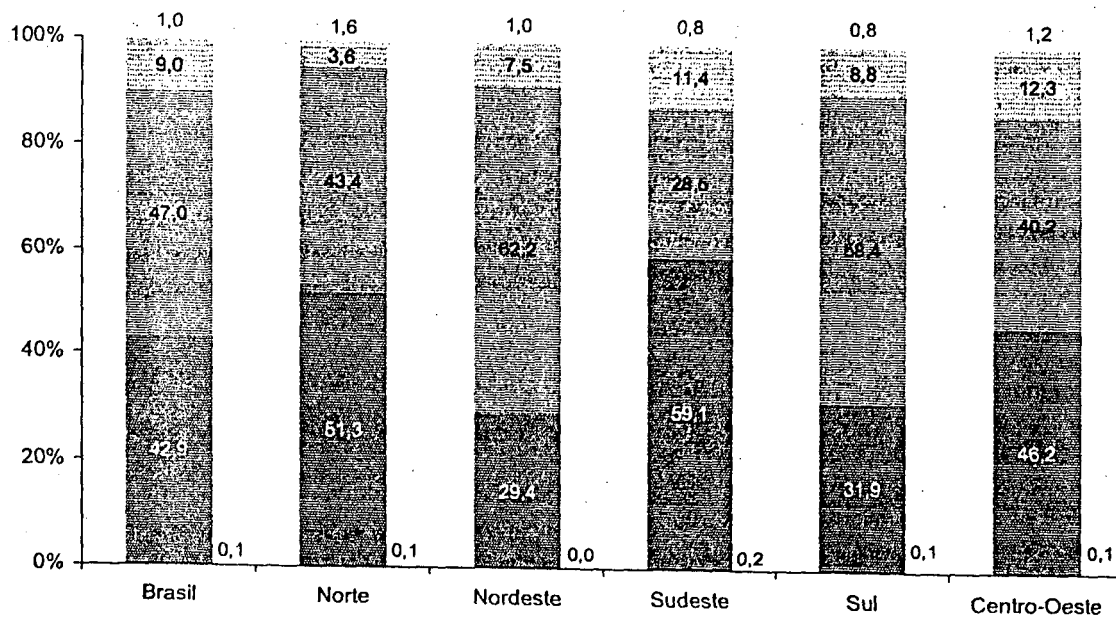 1,0 1,6 1,0 0,8 0,8 1,2
100%
9,0 3,6 7,5 11,4 8,8 12,3
80%
43,4 28,5
47,0 62,2 58,4 40,2
60%
40%
42,9 51,3 29,4 59,1 31,9 46,2
20%
0% 0,1 0,1 0,0 0,2 0,1 0,1
Brasil Norte Nordeste Sudeste Sul Centro-Oeste